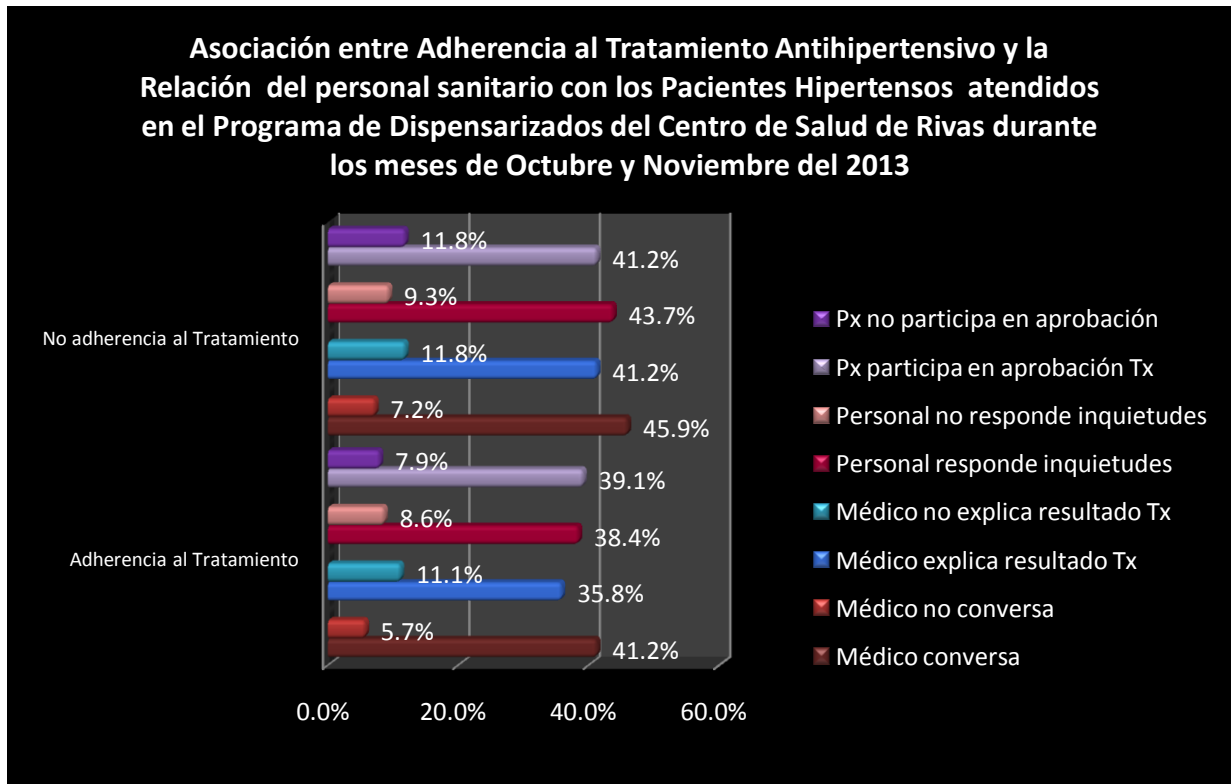 Asociación entre Adherencia al Tratamiento Antihipertensivo y la
Relación del personal sanitario con los Pacientes Hipertensos atendidos
en el Programa de Dispensarizados del Centro de Salud de Rivas durante
los meses de Octubre y Noviembre del 2013
No adherencia al Tratamiento
Adherencia al Tratamiento
11.8%
41.2%
9.3%
43.7%
11.8%
41.2%
7.2%
45.9%
7.9%
39.1%
8.6%
38.4%
11.1%
35.8%
5.7%
41.2%
0.0% 20.0% 40.0% 60.0%
Px no participa en aprobación
Px participa en aprobación Tx
Personal no responde inquietudes
Personal responde inquietudes
Médico no explica resultado Tx
Médico explica resultado Tx
Médico no conversa
Médico conversa